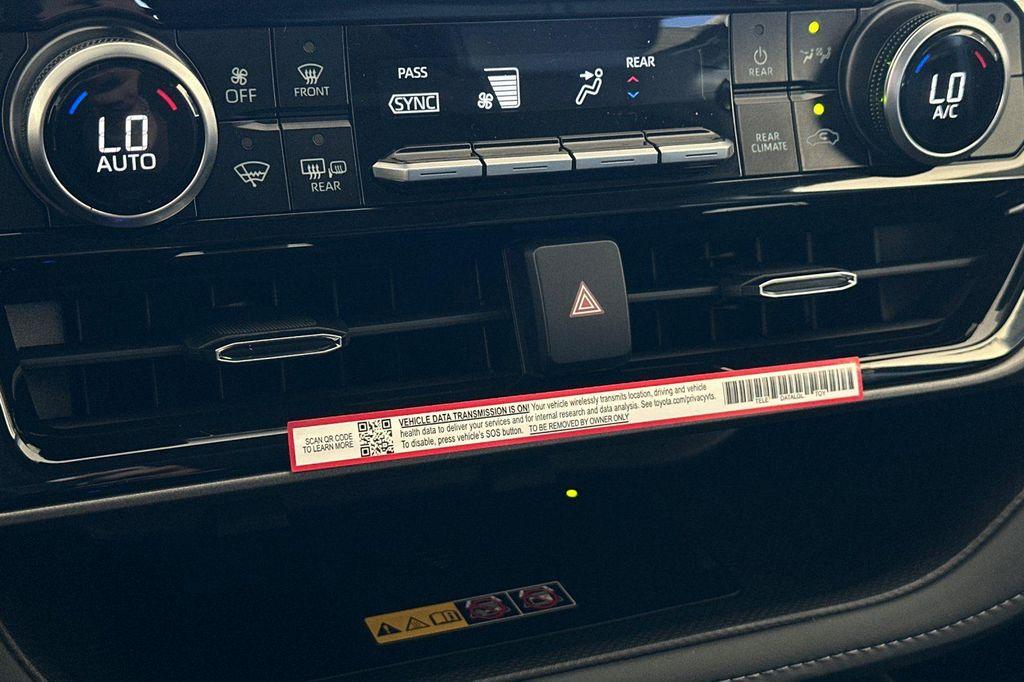 LO
AUTO
OFF
FRONT
REAR
PASS
SYNC
REAR
REAR
REAR
CLIMATE
LO
A/C
SCAN QR CODE
TO LEARN MORE
VEHICLE DATA TRANSMISSION IS ON! Your vehicle wirelessly transmits location, driving and vehicle
health data to deliver your services and for internal research and data analysis. See toyota.com/privacyvts.
To disable, press vehicle's SOS button. TO BE REMOVED BY OWNER ONLY
TELE DATALGL TOY